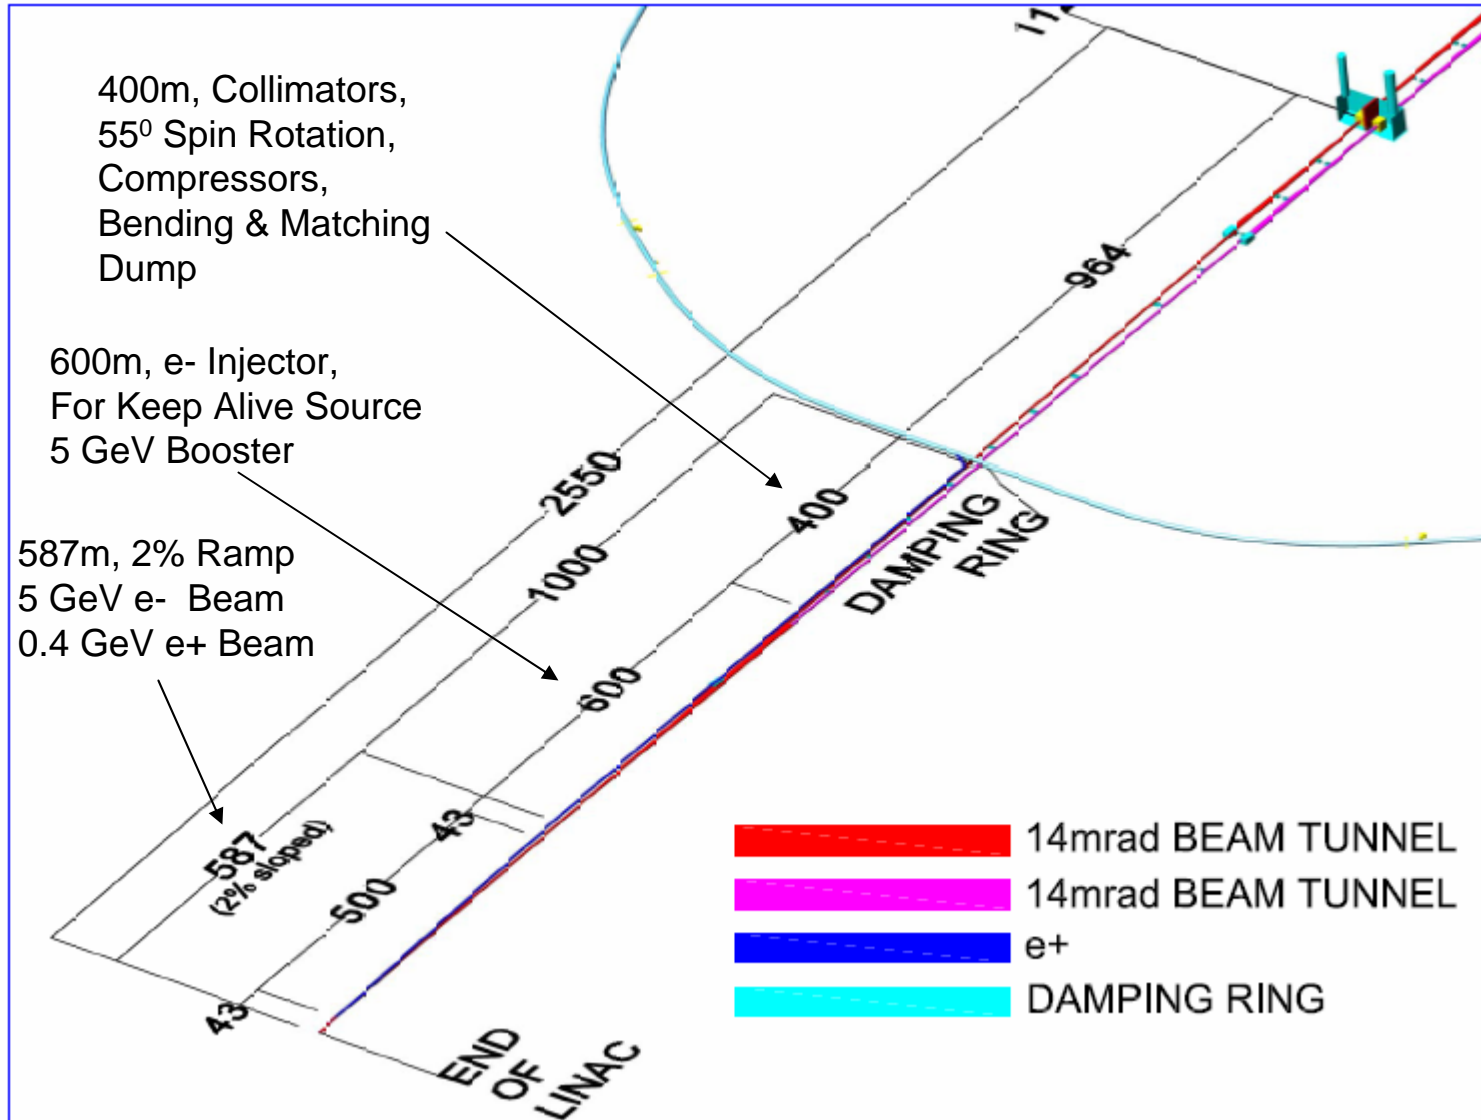 400m, Collimators,
55⁰ Spin Rotation,
Compressors,
Bending & Matching
Dump
600m, e- Injector,
For Keep Alive Source
5 GeV Booster
587m, 2% Ramp
5 GeV e- Beam
0.4 GeV e+ Beam
964
2550
400
1000
DAMPING
RING
600
43
587
(2% sloped)
500
43
END
OF
LINAC
14mrad BEAM TUNNEL
14mrad BEAM TUNNEL
e+
DAMPING RING